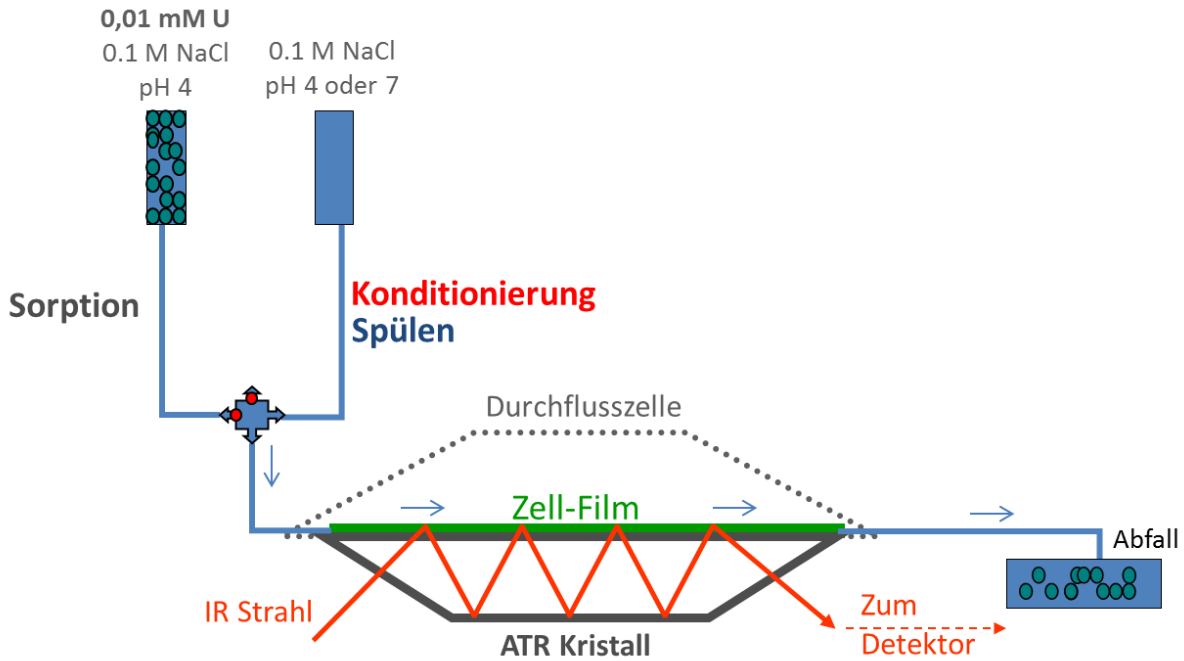 0,01 mM U
0.1 M NaCl
pH 4
0.1 M NaCl
pH 4 oder 7
Sorption
Konditionierung
Spülen
Durchflusszelle
Zell-Film
Abfall
IR Strahl
Zum
Detektor
ATR Kristall